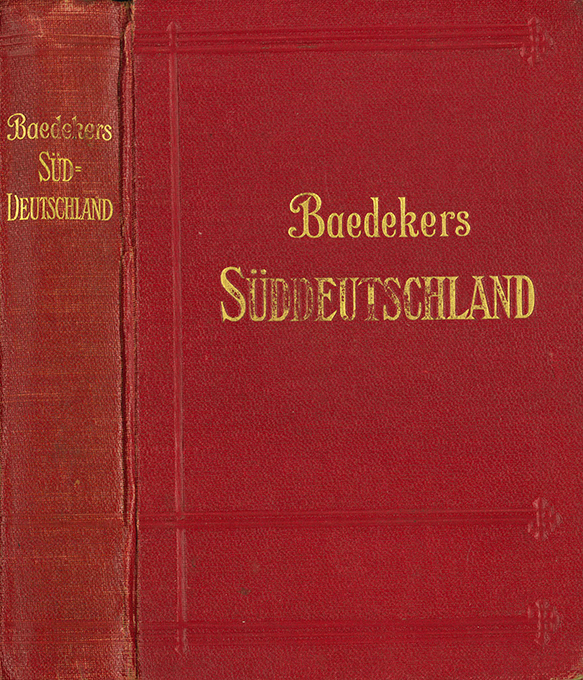 Baedekers
SÜD=
DEUTSCHLAND
Baedekers
SÜDDEUTSCHLAND